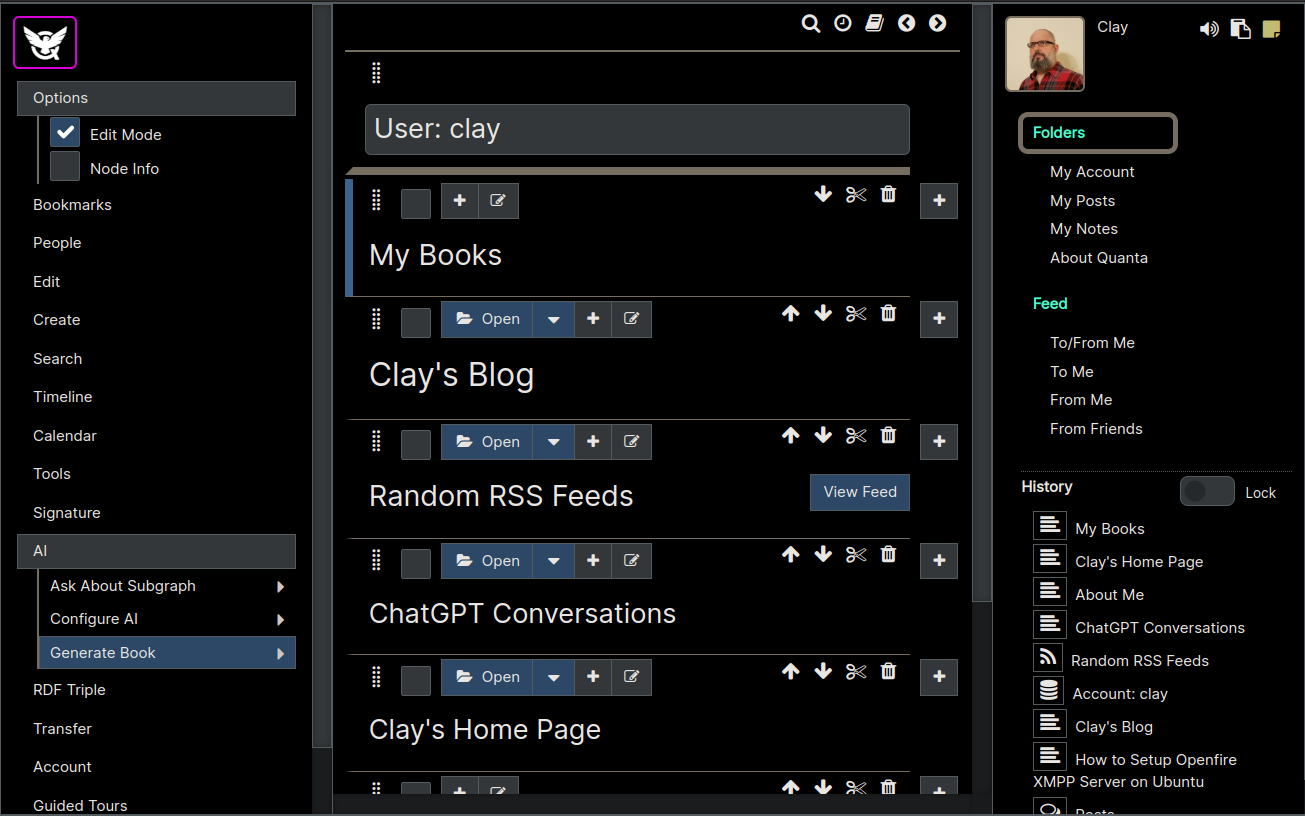 Options
Edit Mode
Node Info
Bookmarks
People
Edit
Create
Search
Timeline
Calendar
Tools
Signature
AI
Ask About Subgraph
Configure AI
Generate Book
RDF Triple
Transfer
Account
Guided Tours
User: clay
My Books
Open
Clay's Blog
Open
Random RSS Feeds
View Feed
Open
ChatGPT Conversations
Open
Clay's Home Page
Clay
Folders
My Account
My Posts
My Notes
About Quanta
Feed
To/From Me
To Me
From Me
From Friends
History
Lock
My Books
Clay's Home Page
About Me
ChatGPT Conversations
Random RSS Feeds
Account: clay
Clay's Blog
How to Setup Openfire
XMPP Server on Ubuntu
Posts